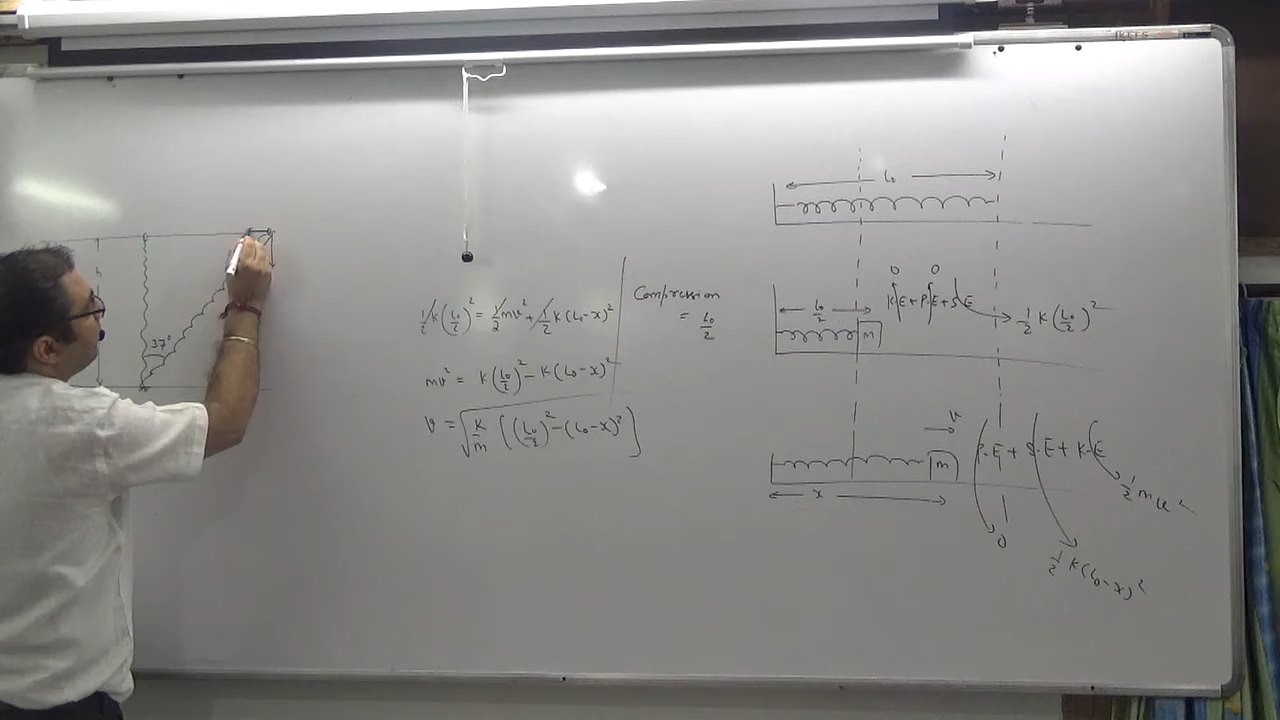 37°
h
½K(L₀/2)² = ½mv² + ½K(L₀-x)²
mv² = K(L₀/2)² - K(L₀-x)²
v = √(K/m [(L₀/2)² - (L₀-x)²])
Compression
= L₀/2
L₀
0 0
L₀/2
m
K.E + P.E + S.E
½K(L₀/2)²
v
m
P.E + S.E + K.E
x
0
½mv²
½K(L₀-x)²